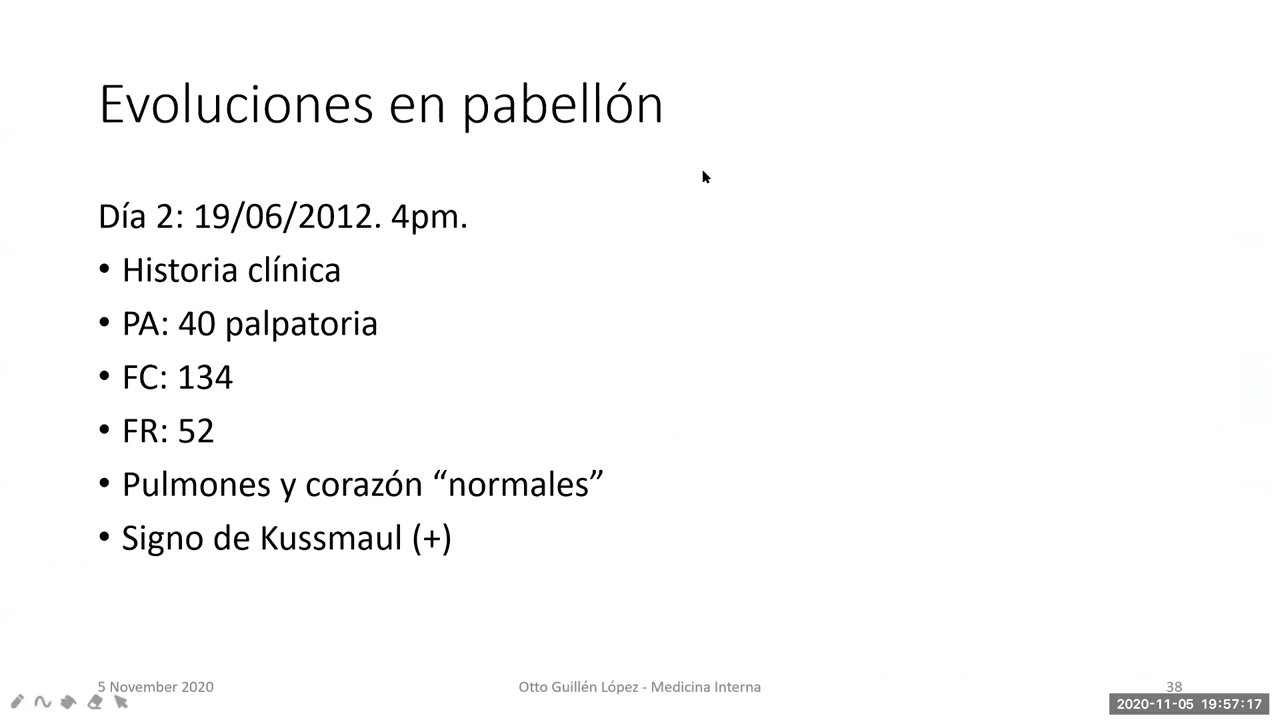 Evoluciones en pabellón
Día 2: 19/06/2012. 4pm.
• Historia clínica
• PA: 40 palpatoria
• FC: 134
• FR: 52
• Pulmones y corazón “normales”
• Signo de Kussmaul (+)
5 November 2020
Otto Guillén López - Medicina Interna
38
2020-11-05 19:57:17